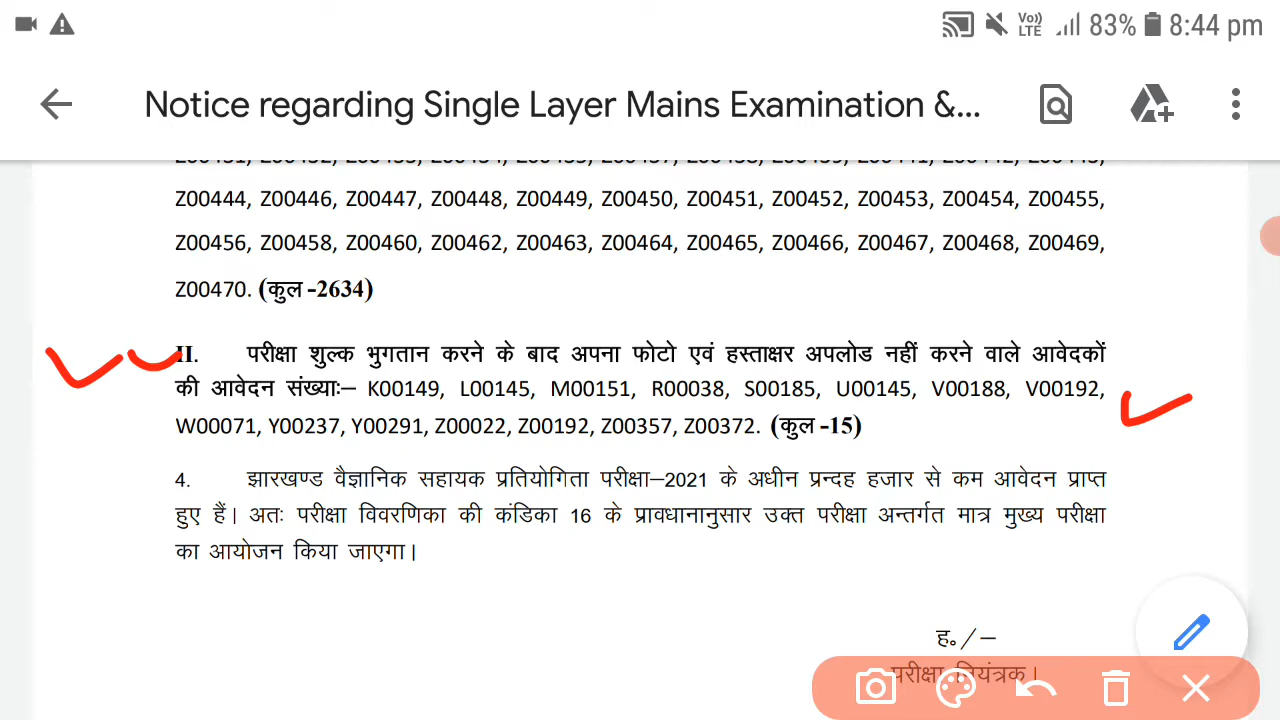 Vo)) LTE 83% 8:44 pm
Notice regarding Single Layer Mains Examination &...
Z00444, Z00446, Z00447, Z00448, Z00449, Z00450, Z00451, Z00452, Z00453, Z00454, Z00455,
Z00456, Z00458, Z00460, Z00462, Z00463, Z00464, Z00465, Z00466, Z00467, Z00468, Z00469,
Z00470. (कुल -2634)
II. परीक्षा शुल्क भुगतान करने के बाद अपना फोटो एवं हस्ताक्षर अपलोड नहीं करने वाले आवेदकों
की आवेदन संख्याः– K00149, L00145, M00151, R00038, S00185, U00145, V00188, V00192,
W00071, Y00237, Y00291, Z00022, Z00192, Z00357, Z00372. (कुल -15)
4. झारखण्ड वैज्ञानिक सहायक प्रतियोगिता परीक्षा–2021 के अधीन प्रन्दह हजार से कम आवेदन प्राप्त
हुए हैं। अतः परीक्षा विवरणिका की कंडिका 16 के प्रावधानानुसार उक्त परीक्षा अन्तर्गत मात्र मुख्य परीक्षा
का आयोजन किया जाएगा।
ह०/–
परीक्षा नियंत्रक।